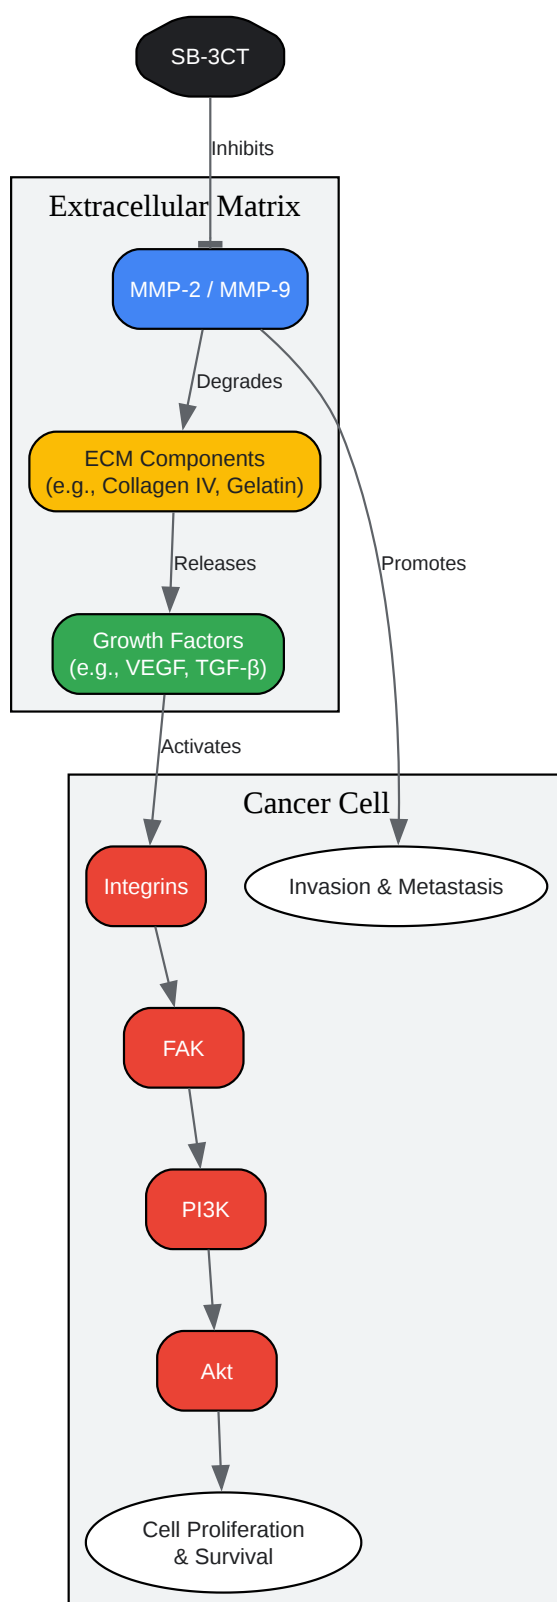 SB-3CT
Inhibits
Extracellular Matrix
MMP-2 / MMP-9
Degrades
ECM Components
(e.g., Collagen IV, Gelatin)
Releases
Promotes
Growth Factors
(e.g., VEGF, TGF-β)
Activates
Cancer Cell
Integrins
Invasion & Metastasis
FAK
PI3K
Akt
Cell Proliferation
& Survival